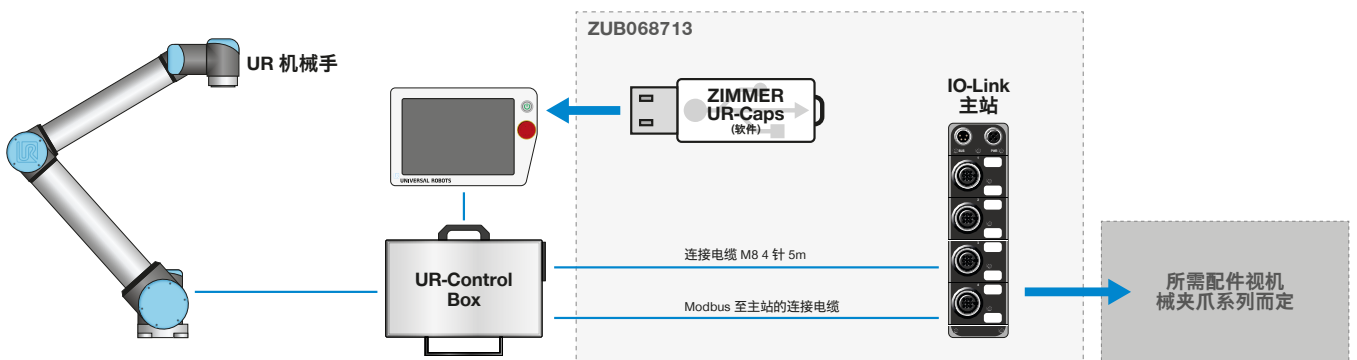 ZUB068713
UR 机械手
ZIMMER
UR-Caps
(软件)
IO-Link
主站
UNIVERSAL ROBOTS
UR
连接电缆 M8 4 针 5m
UR-Control
Box
Modbus 至主站的连接电缆
所需配件视机
械夹爪系列而定